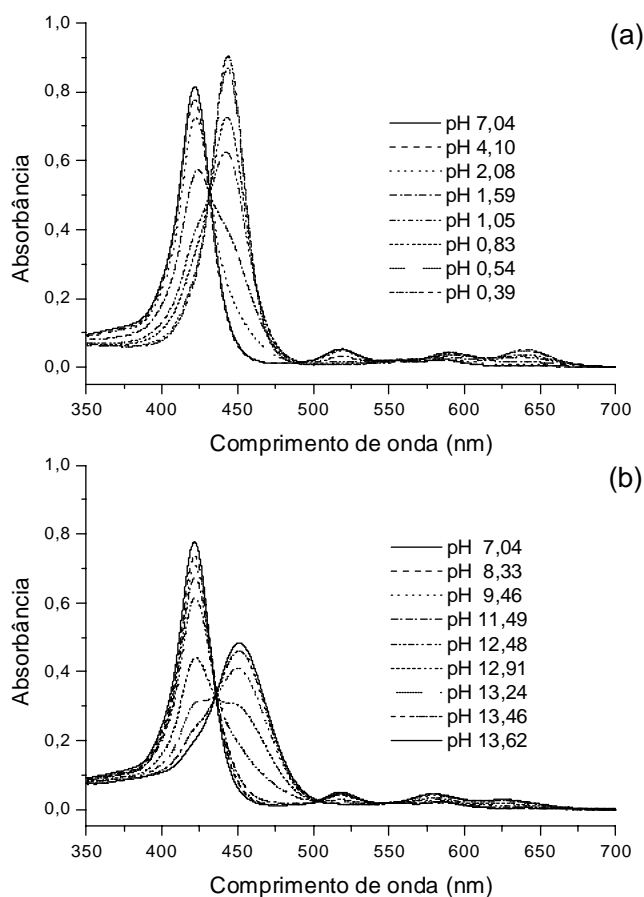 (a)
1,0
0,8
0,6
0,4
0,2
0,0
Absorbância
pH 7,04
pH 4,10
pH 2,08
pH 1,59
pH 1,05
pH 0,83
pH 0,54
pH 0,39
350 400 450 500 550 600 650 700
Comprimento de onda (nm)
(b)
1,0
0,8
0,6
0,4
0,2
0,0
Absorbância
pH 7,04
pH 8,33
pH 9,46
pH 11,49
pH 12,48
pH 12,91
pH 13,24
pH 13,46
pH 13,62
350 400 450 500 550 600 650 700
Comprimento de onda (nm)